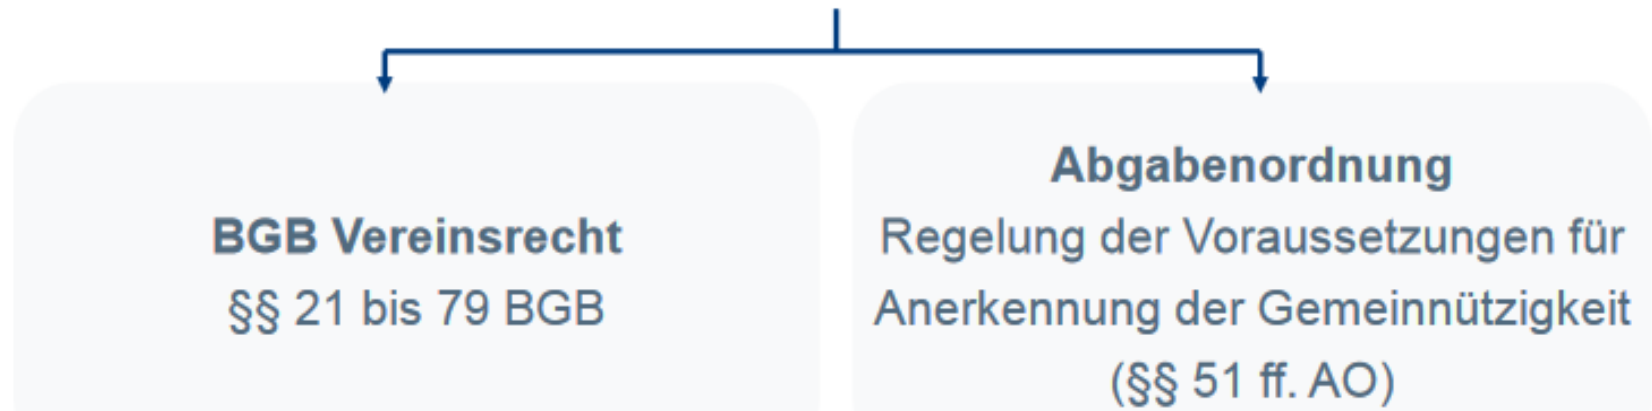 BGB Vereinsrecht
§§ 21 bis 79 BGB
Abgabenordnung
Regelung der Voraussetzungen für
Anerkennung der Gemeinnützigkeit
(§§ 51 ff. AO)